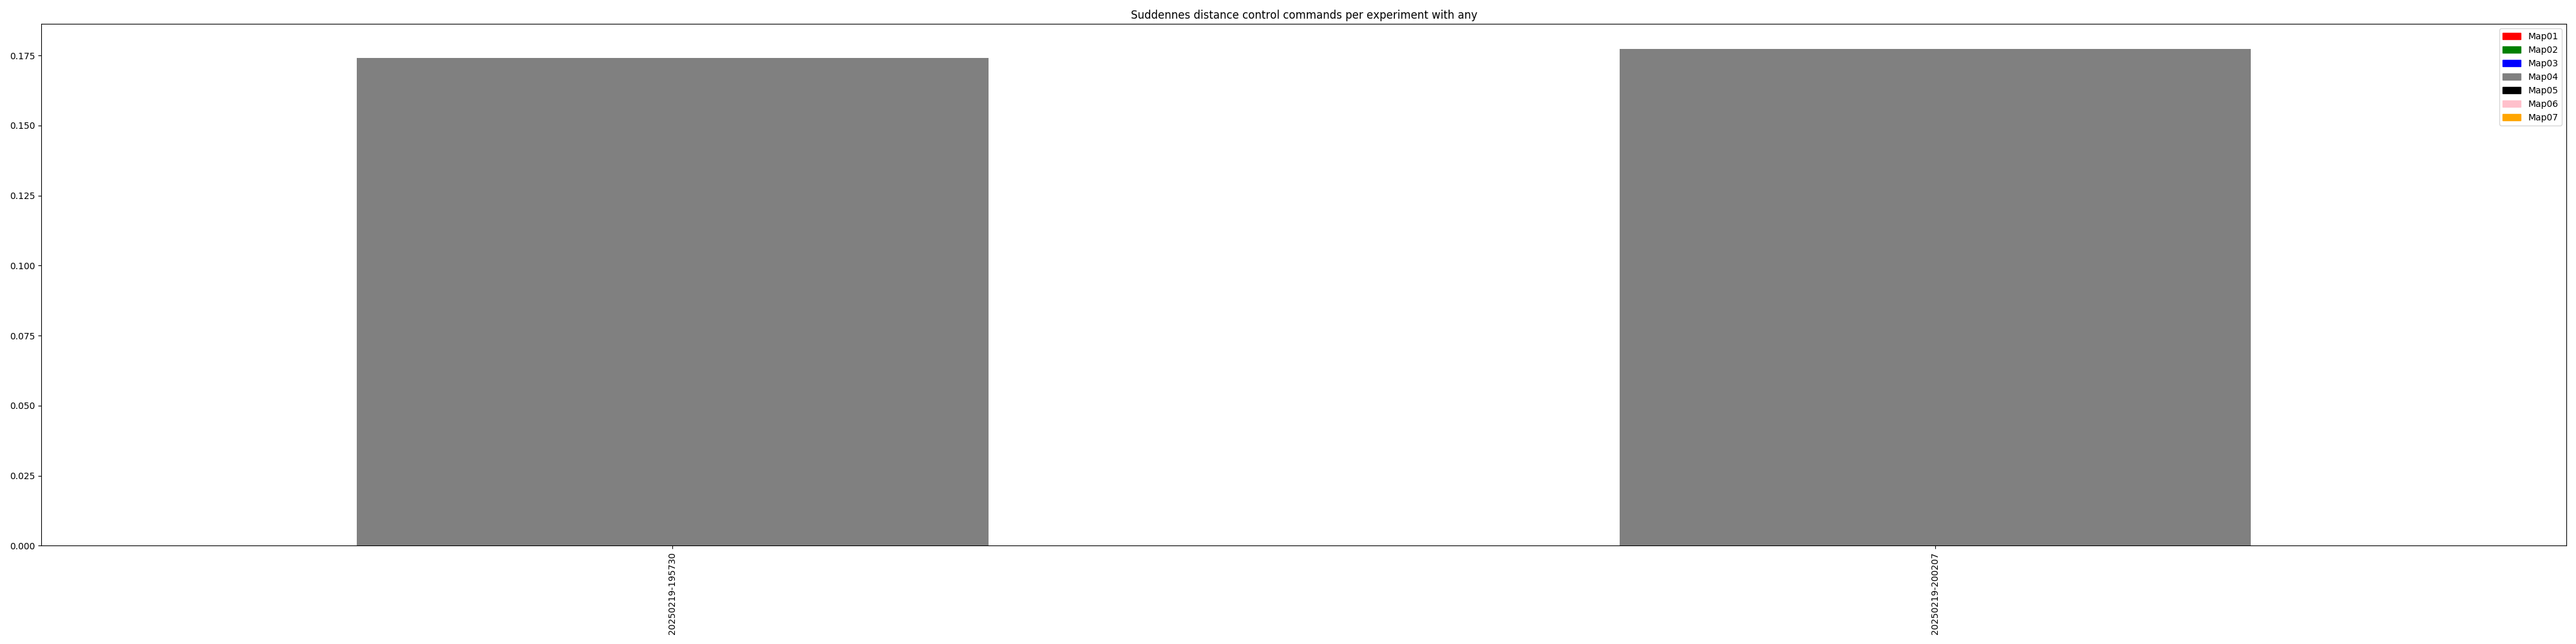 Suddennes distance control commands per experiment with any
0.175
0.150
0.125
0.100
0.075
0.050
0.025
0.000
Map01
Map02
Map03
Map04
Map05
Map06
Map07
20250219-195730
20250219-200207